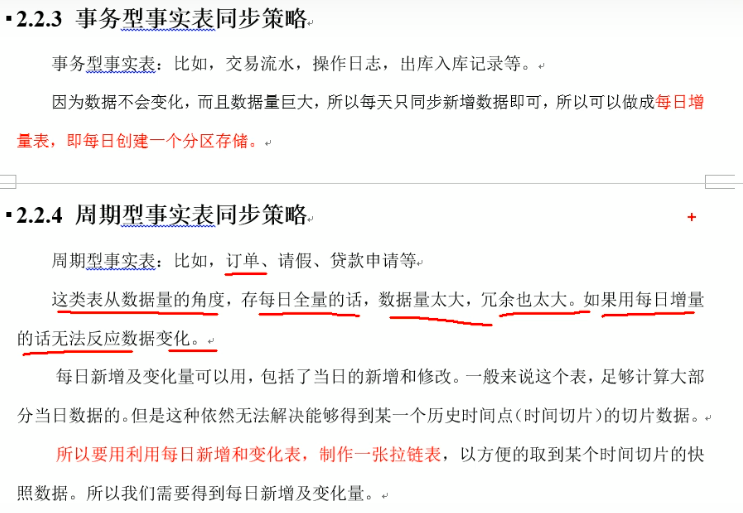 ▪2.2.3 事务型事实表同步策略
事务型事实表：比如，交易流水，操作日志，出库入库记录等。
因为数据不会变化，而且数据量巨大，所以每天只同步新增数据即可，所以可以做成每日增
量表，即每日创建一个分区存储。
▪2.2.4 周期型事实表同步策略
周期型事实表：比如，订单、请假、贷款申请等
这类表从数据量的角度，存每日全量的话，数据量太大，冗余也太大。如果用每日增量
的话无法反应数据变化。
每日新增及变化量可以用，包括了当日的新增和修改。一般来说这个表，足够计算大部
分当日数据的。但是这种依然无法解决能够得到某一个历史时间点（时间切片）的切片数据。
所以要用利用每日新增和变化表，制作一张拉链表，以方便的取到某个时间切片的快
照数据。所以我们需要得到每日新增及变化量。